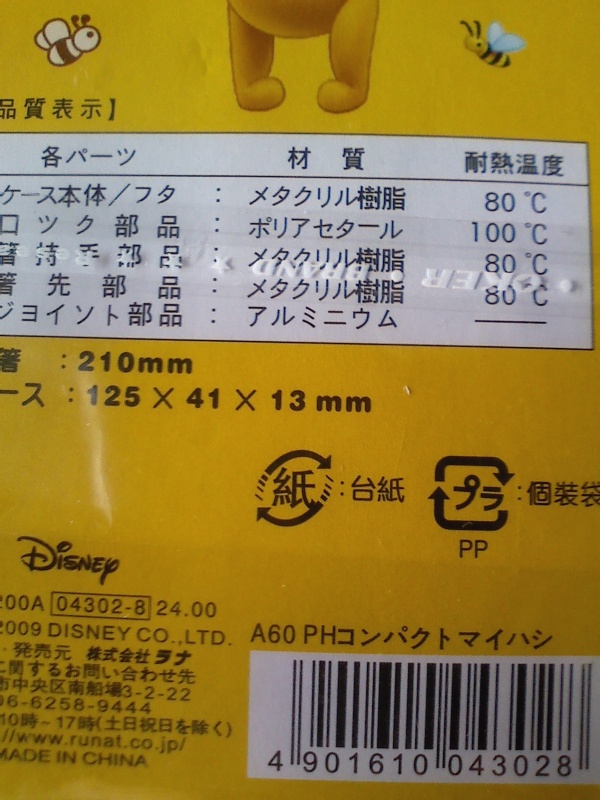 品質表示】
各パーツ 材質 耐熱温度
ケース本体/フタ : メタクリル樹脂 80℃
口ツク部品 : ポリアセタール 100℃
箸持手部品 : メタクリル樹脂 80℃
箸先部品 : メタクリル樹脂 80℃
ジョイソト部品 : アルミニウム ———
箸 : 210mm
ース : 125 × 41 × 13 mm
紙 : 台紙 プラ : 個装袋
PP
Disney
200A 04302-8 24.00
2009 DISNEY CO.,LTD.
発売元 株式会社ラナ
に関するお問い合わせ先
市中央区南船場3-2-22
06-6258-9444
10時~17時(土日祝日を除く)
//www.runat.co.jp/
MADE IN CHINA
A60 PHコンパクトマイハシ
4 901610 043028